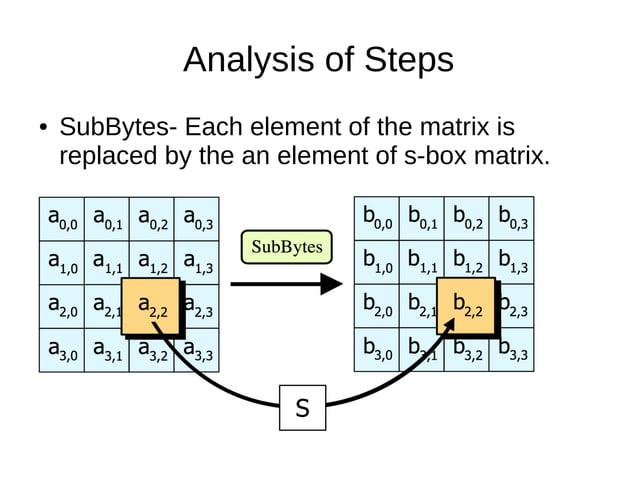 Analysis of Steps
• SubBytes- Each element of the matrix is
replaced by the an element of s-box matrix.
a0,0 a0,1 a0,2 a0,3
a1,0 a1,1 a1,2 a1,3
a2,0 a2,1 a2,2 a2,3
a3,0 a3,1 a3,2 a3,3
SubBytes
b0,0 b0,1 b0,2 b0,3
b1,0 b1,1 b1,2 b1,3
b2,0 b2,1 b2,2 b2,3
b3,0 b3,1 b3,2 b3,3
S